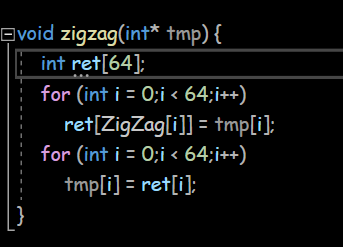 void zigzag(int* tmp) {
int ret[64];
for (int i = 0;i < 64;i++)
ret[ZigZag[i]] = tmp[i];
for (int i = 0;i < 64;i++)
tmp[i] = ret[i];
}